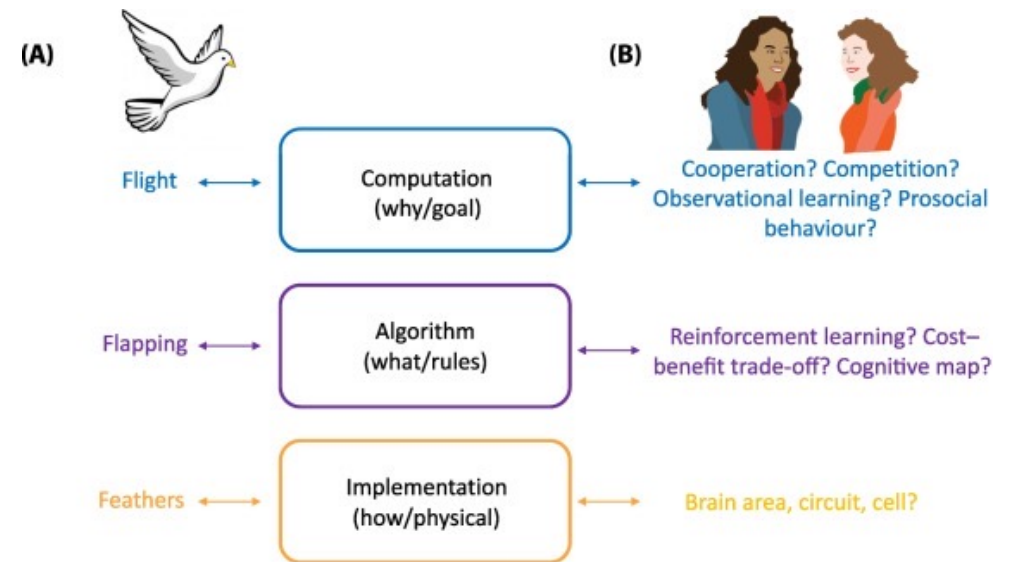 (A)
(B)
Flight
Computation
(why/goal)
Cooperation? Competition?
Observational learning? Prosocial
behaviour?
Flapping
Algorithm
(what/rules)
Reinforcement learning? Cost–
benefit trade-off? Cognitive map?
Feathers
Implementation
(how/physical)
Brain area, circuit, cell?